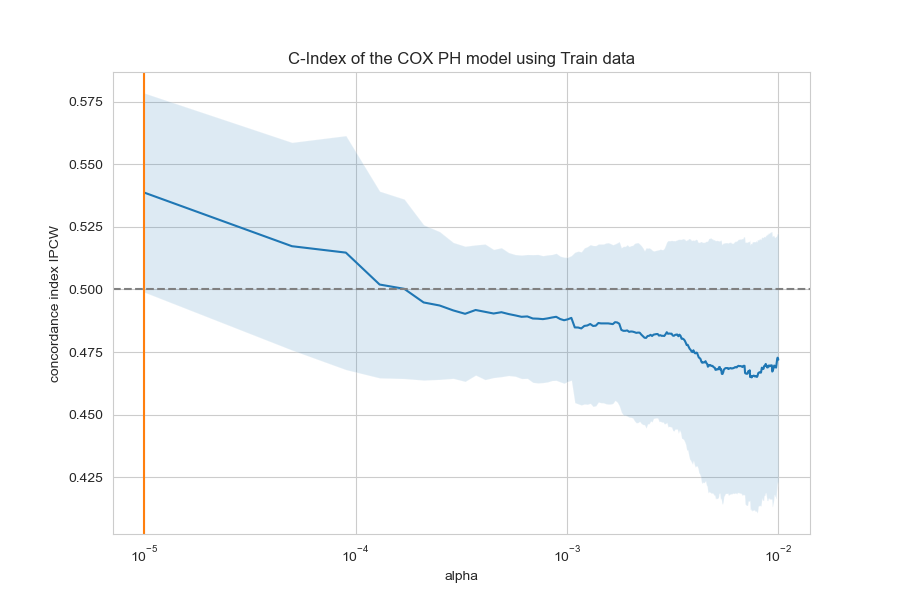 C-Index of the COX PH model using Train data
concordance index IPCW
0.575
0.550
0.525
0.500
0.475
0.450
0.425
10⁻⁵ 10⁻⁴ 10⁻³ 10⁻²
alpha